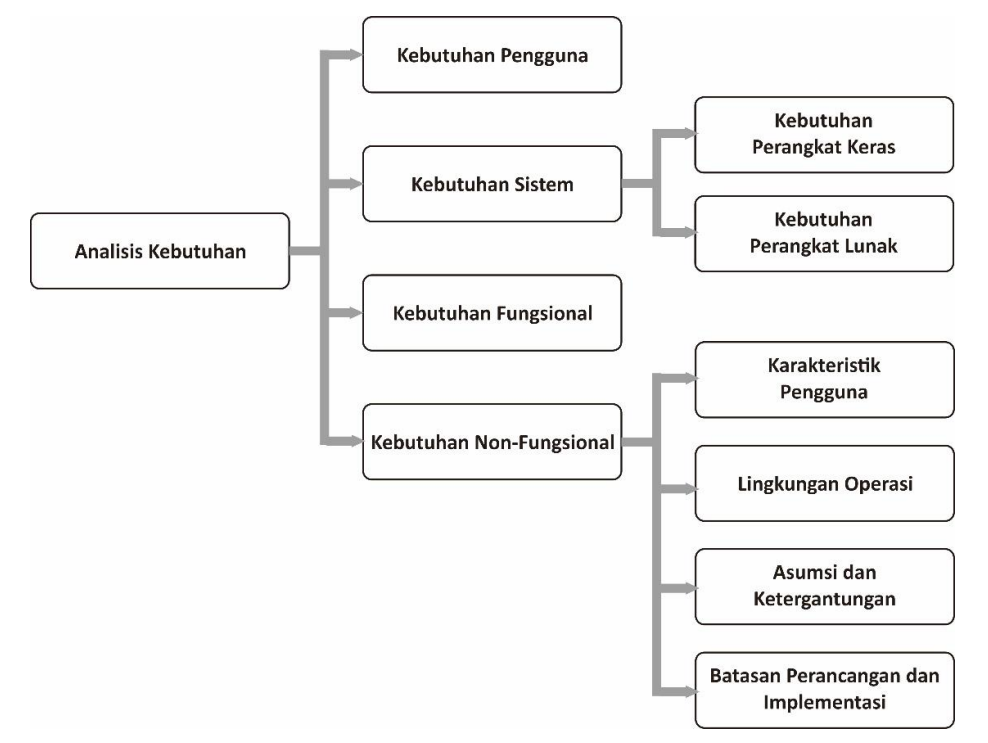 Analisis Kebutuhan
Kebutuhan Pengguna
Kebutuhan Sistem
Kebutuhan
Perangkat Keras
Kebutuhan
Perangkat Lunak
Kebutuhan Fungsional
Kebutuhan Non-Fungsional
Karakteristik
Pengguna
Lingkungan Operasi
Asumsi dan
Ketergantungan
Batasan Perancangan dan
Implementasi